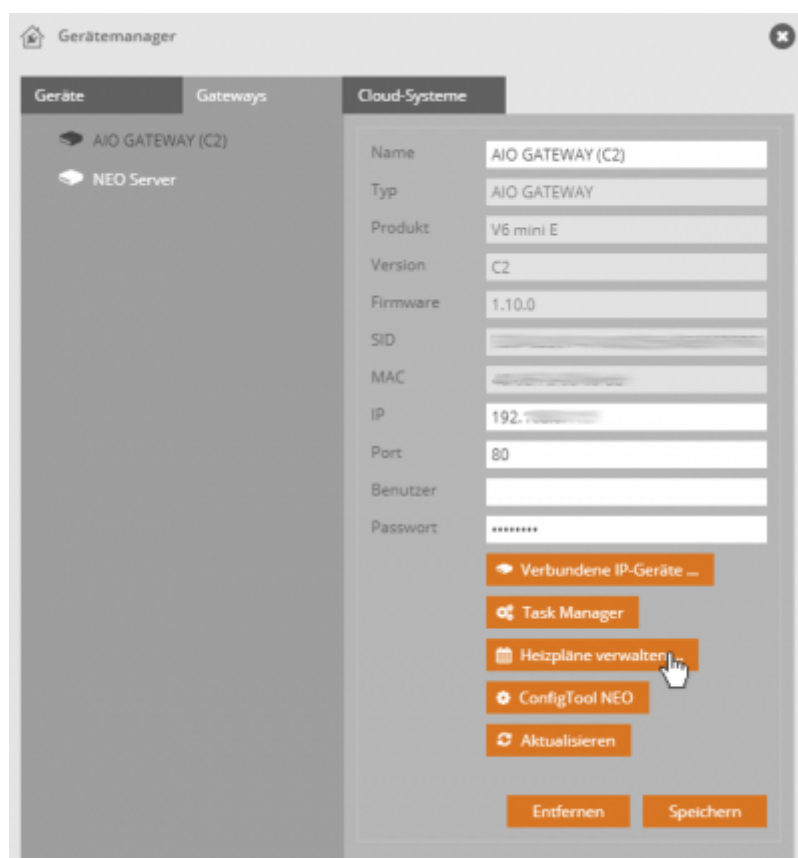 Gerätemanager
Geräte Gateways Cloud-Systeme
AIO GATEWAY (C2)
NEO Server
Name AIO GATEWAY (C2)
Typ AIO GATEWAY
Produkt V6 mini E
Version C2
Firmware 1.10.0
SID
MAC
IP 192.
Port 80
Benutzer
Passwort ••••••••
Verbundene IP-Geräte ...
Task Manager
Heizpläne verwalten ...
ConfigTool NEO
Aktualisieren
Entfernen Speichern